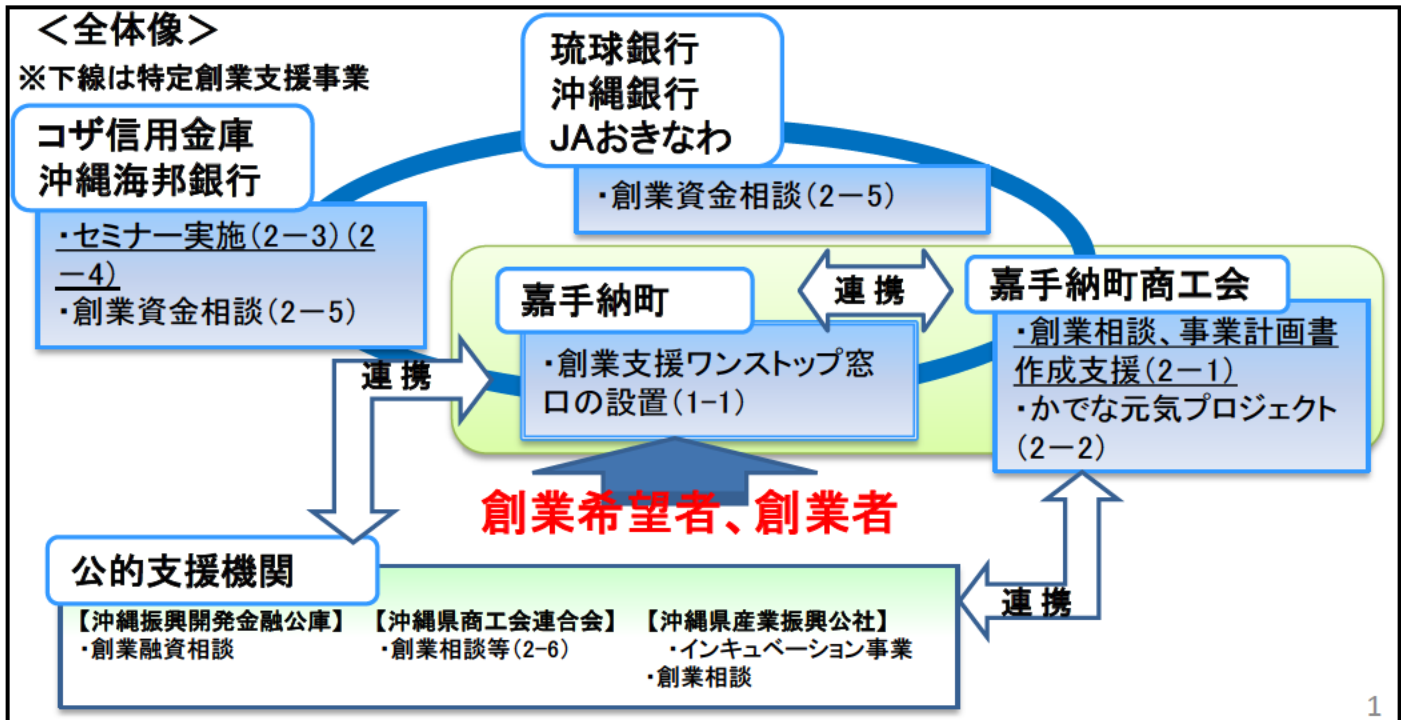 ＜全体像＞
※下線は特定創業支援事業
コザ信用金庫
沖縄海邦銀行
・セミナー実施(2－3)(2
－4)
・創業資金相談(2－5)
琉球銀行
沖縄銀行
JAおきなわ
・創業資金相談(2－5)
嘉手納町
・創業支援ワンストップ窓
口の設置(1-1)
連 携
嘉手納町商工会
・創業相談、事業計画書
作成支援(2－1)
・かでな元気プロジェクト
(2－2)
連 携
創業希望者、創業者
公的支援機関
【沖縄振興開発金融公庫】
・創業融資相談
【沖縄県商工会連合会】
・創業相談等(2-6)
【沖縄県産業振興公社】
・インキュベーション事業
・創業相談
連 携
1